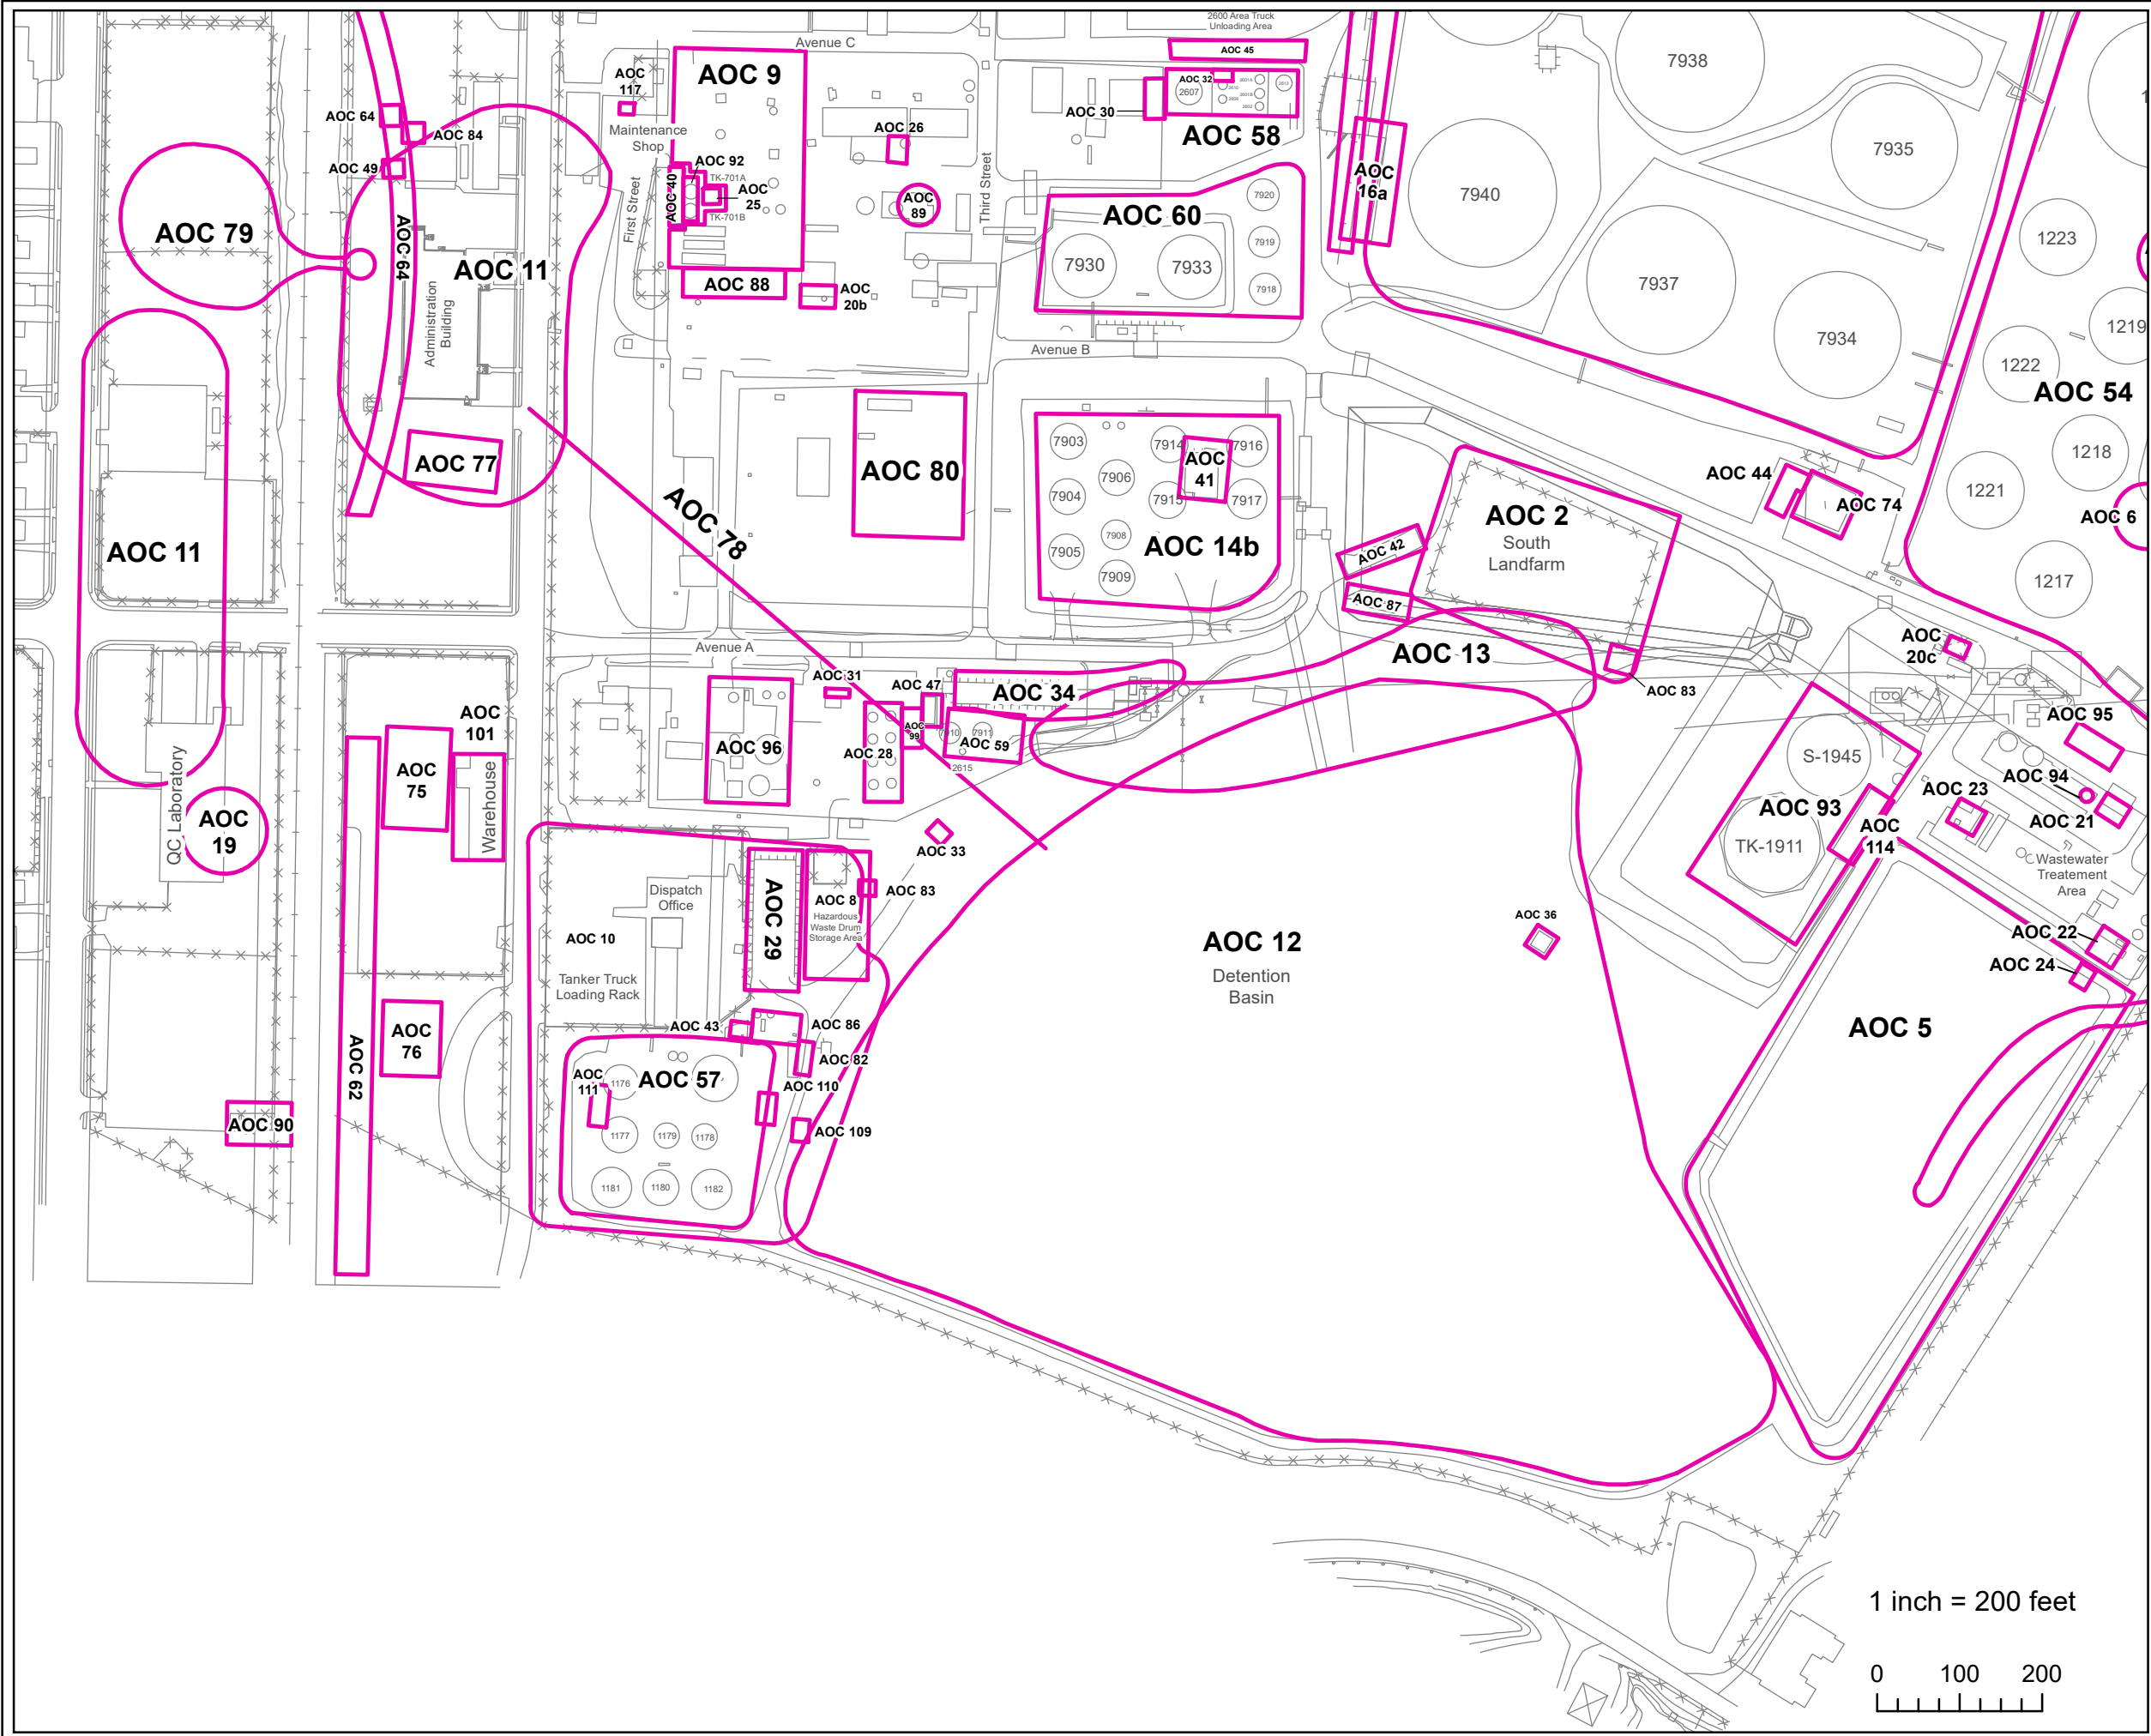 2600 Area Truck
Unloading Area
Avenue C
AOC 45
7938
AOC
117
AOC 9
AOC 32
2607
AOC 30
AOC 58
AOC 64
AOC 84
AOC 49
Maintenance
Shop
AOC 26
7935
AOC 92
TK-701A
AOC 40
AOC
25
TK-701B
AOC
89
First Street
Third Street
AOC
16a
7940
7920
AOC 60
7919
7930
7933
7918
AOC 79
AOC 64
AOC 11
Administration
Building
AOC 88
AOC
20b
7937
7934
1223
1219
1222
AOC 54
Avenue B
1218
AOC 77
AOC 80
7903
7914
7916
7906
AOC
41
7904
7915
7917
7908
7905
7909
AOC 14b
AOC 44
AOC 74
1221
AOC 6
AOC 2
South
Landfarm
AOC 42
AOC 87
AOC 78
AOC 11
1217
Avenue A
AOC 13
AOC
20c
AOC 83
AOC 31
AOC 47
AOC 34
AOC
101
AOC
99
7910
7911
AOC 59
AOC 28
AOC 96
2615
AOC 95
S-1945
AOC 94
AOC 23
AOC 93
AOC 21
AOC
114
TK-1911
Wastewater
Treatement
Area
AOC
75
Warehouse
QC Laboratory
AOC
19
AOC 33
Dispatch
Office
AOC 29
AOC 8
Hazardous
Waste Drum
Storage Area
AOC 83
AOC 36
AOC 10
AOC 12
Detention
Basin
AOC 22
AOC 24
Tanker Truck
Loading Rack
AOC 43
AOC 86
AOC 5
AOC
76
AOC 62
AOC 82
AOC
111
1176
AOC 57
AOC 110
AOC 90
1177
1179
1178
AOC 109
1181
1180
1182
1 inch = 200 feet
0
100
200